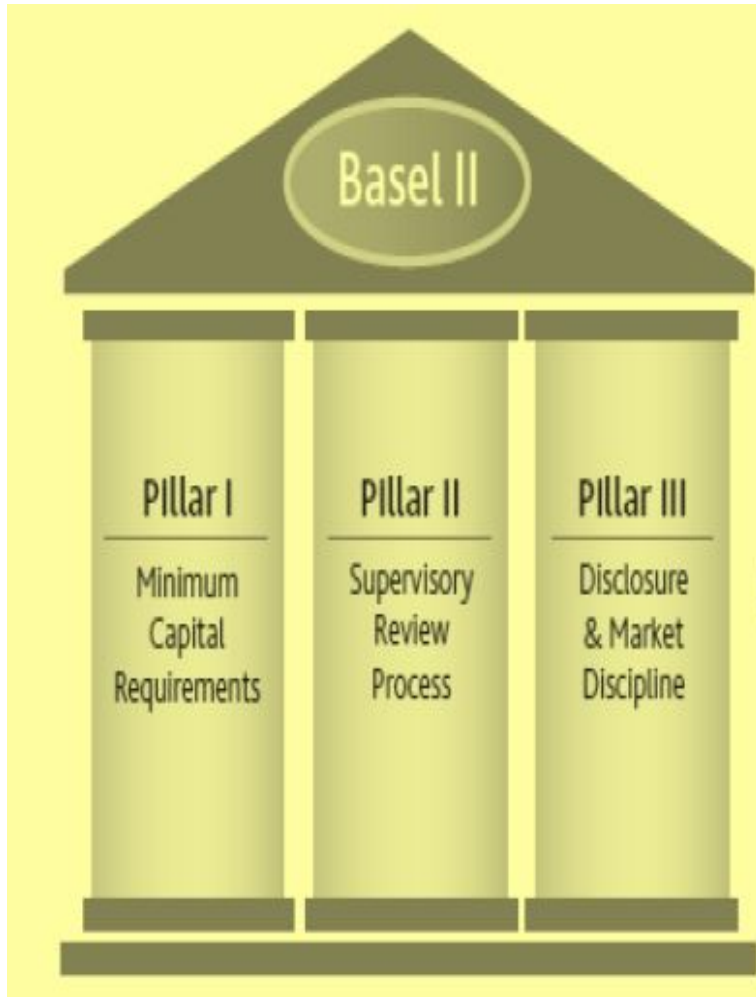 Basel II
PIllar I
Minimum
Capital
Requirements
PIllar II
Supervisory
Review
Process
PIllar III
Disclosure
& Market
Discipline